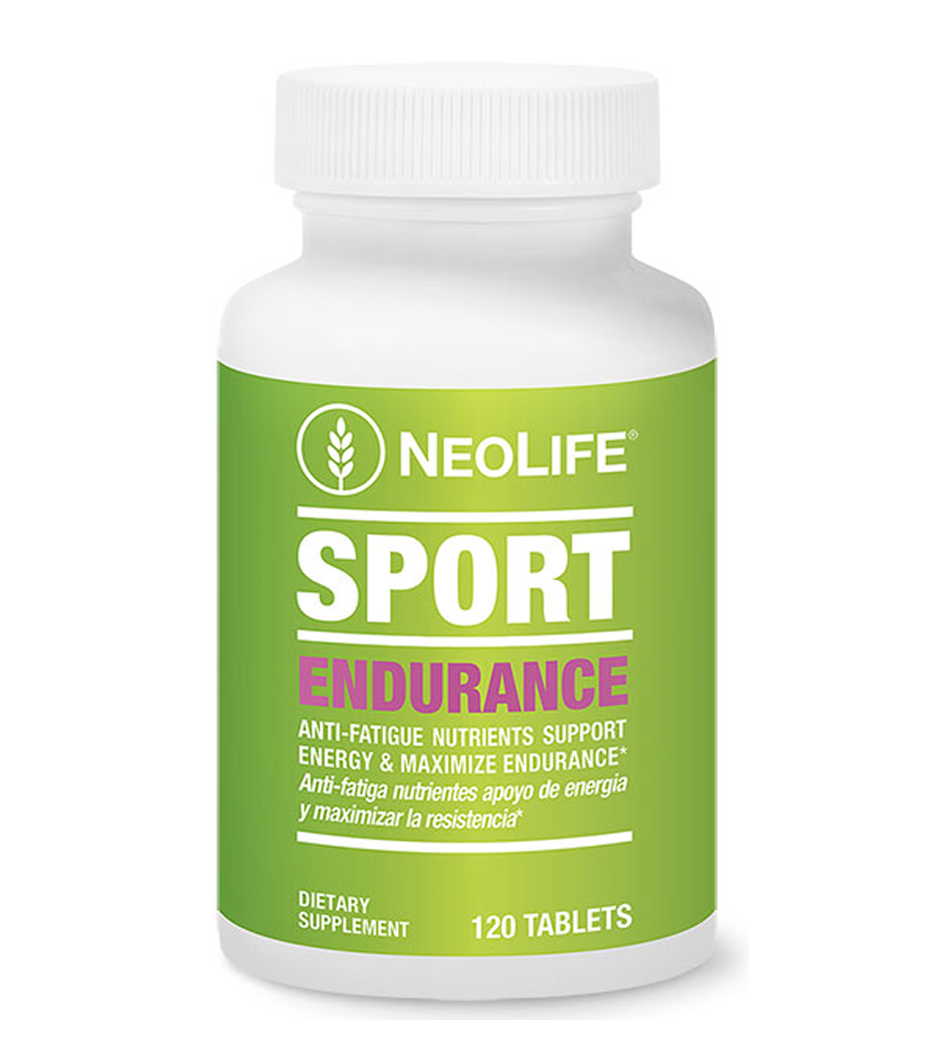 NEOLIFE®
SPORT
ENDURANCE
ANTI-FATIGUE NUTRIENTS SUPPORT
ENERGY & MAXIMIZE ENDURANCE*
Anti-fatiga nutrientes apoyo de energía
y maximizar la resistencia*
DIETARY
SUPPLEMENT
120 TABLETS